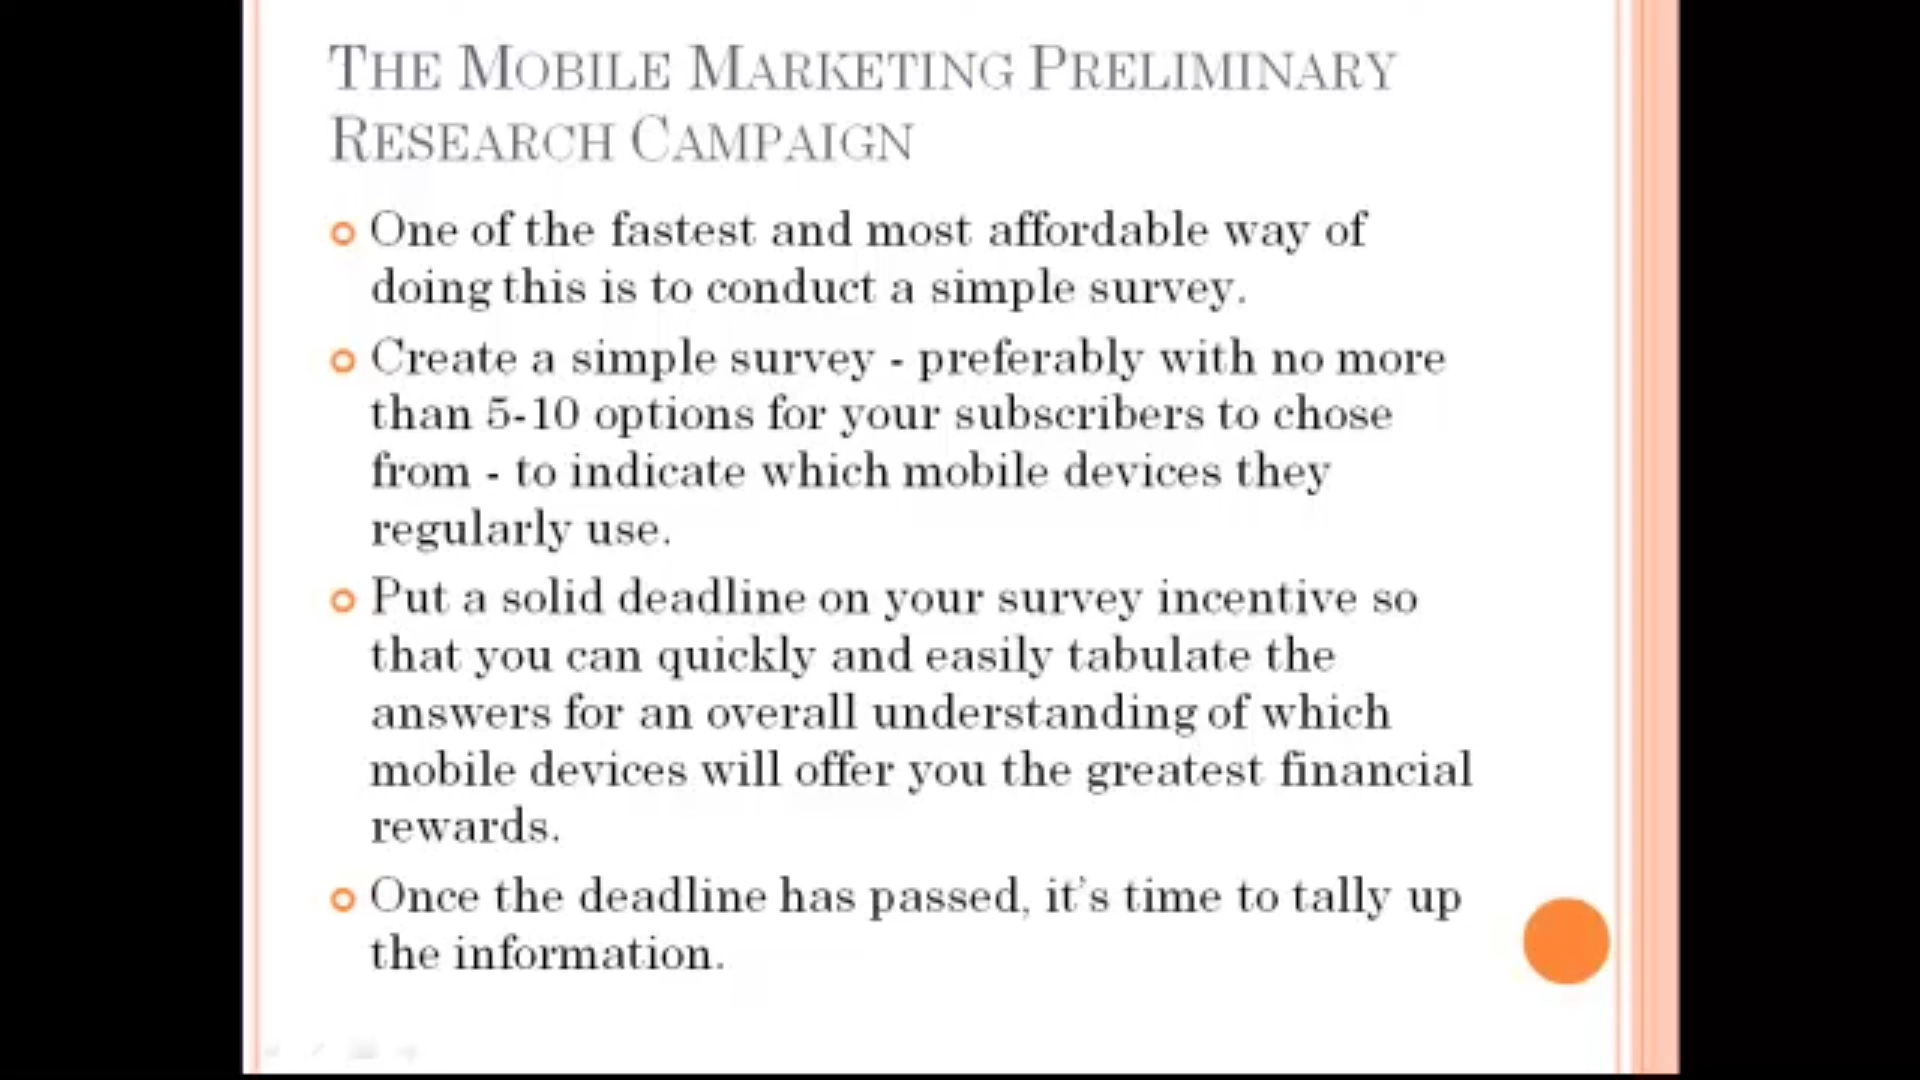 THE MOBILE MARKETING PRELIMINARY
RESEARCH CAMPAIGN
One of the fastest and most affordable way of
doing this is to conduct a simple survey.
Create a simple survey - preferably with no more
than 5-10 options for your subscribers to chose
from - to indicate which mobile devices they
regularly use.
Put a solid deadline on your survey incentive so
that you can quickly and easily tabulate the
answers for an overall understanding of which
mobile devices will offer you the greatest financial
rewards.
Once the deadline has passed, it's time to tally up
the information.